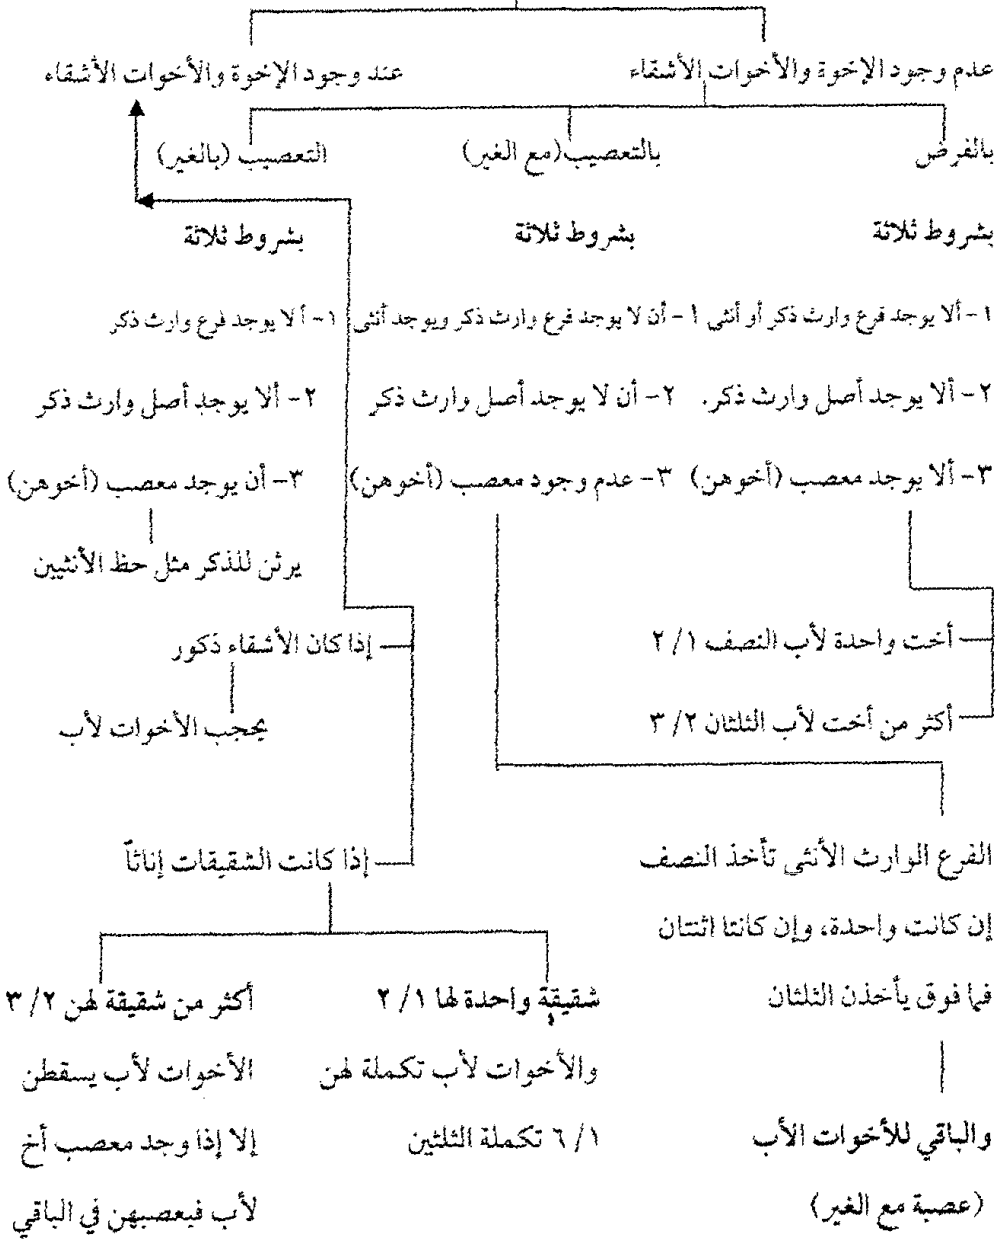 عدم وجود الإخوة والأخوات الأشقاء
عند وجود الإخوة والأخوات الأشقاء
بالفرض
بالتعصيب (مع الغير)
التعصيب (بالغير)
بشروط ثلاثة
بشروط ثلاثة
بشروط ثلاثة
١- ألا يوجد فرع وارث ذكر أو أنثى
١- أن لا يوجد فرع وارث ذكر ويوجد أنثى
١- ألا يوجد فرع وارث ذكر
٢- ألا يوجد أصل وارث ذكر.
٢- أن لا يوجد أصل وارث ذكر
٢- ألا يوجد أصل وارث ذكر
٣- ألا يوجد معصب (أخوهن)
٣- عدم وجود معصب (أخوهن)
٣- أن يوجد معصب (أخوهن)
يرثن للذكر مثل حظ الأنثيين
أخت واحدة لأب النصف ١/ ٢
أكثر من أخت لأب الثلثان ٢/ ٣
إذا كان الأشقاء ذكور
يحجب الأخوات لأب
الفرع الوارث الأنثى تأخذ النصف
إن كانت واحدة، وإن كانتا اثنتان
فما فوق يأخذن الثلثان
والباقي للأخوات الأب
(عصبة مع الغير)
إذا كانت الشقيقات إناثاً
شقيقة واحدة لها ١/ ٢
والأخوات لأب تكملة لهن
١/ ٦ تكملة الثلثين
أكثر من شقيقة لهن ٢/ ٣
الأخوات لأب يسقطن
إلا إذا وجد معصب أخ
لأب فيعصبهن في الباقي